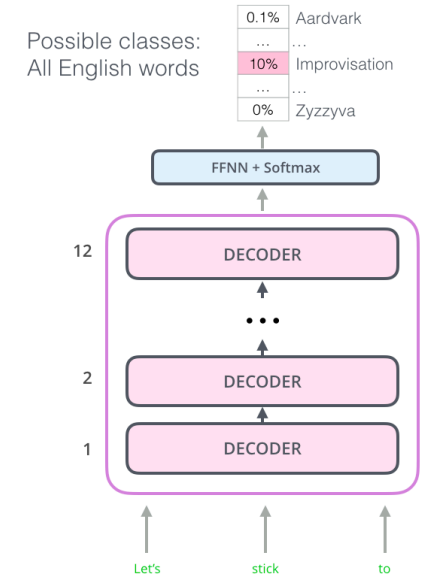 Possible classes:
All English words
0.1% Aardvark
... ...
10% Improvisation
... ...
0% Zyzzyva
FFNN + Softmax
12 DECODER
...
2 DECODER
1 DECODER
Let's stick to